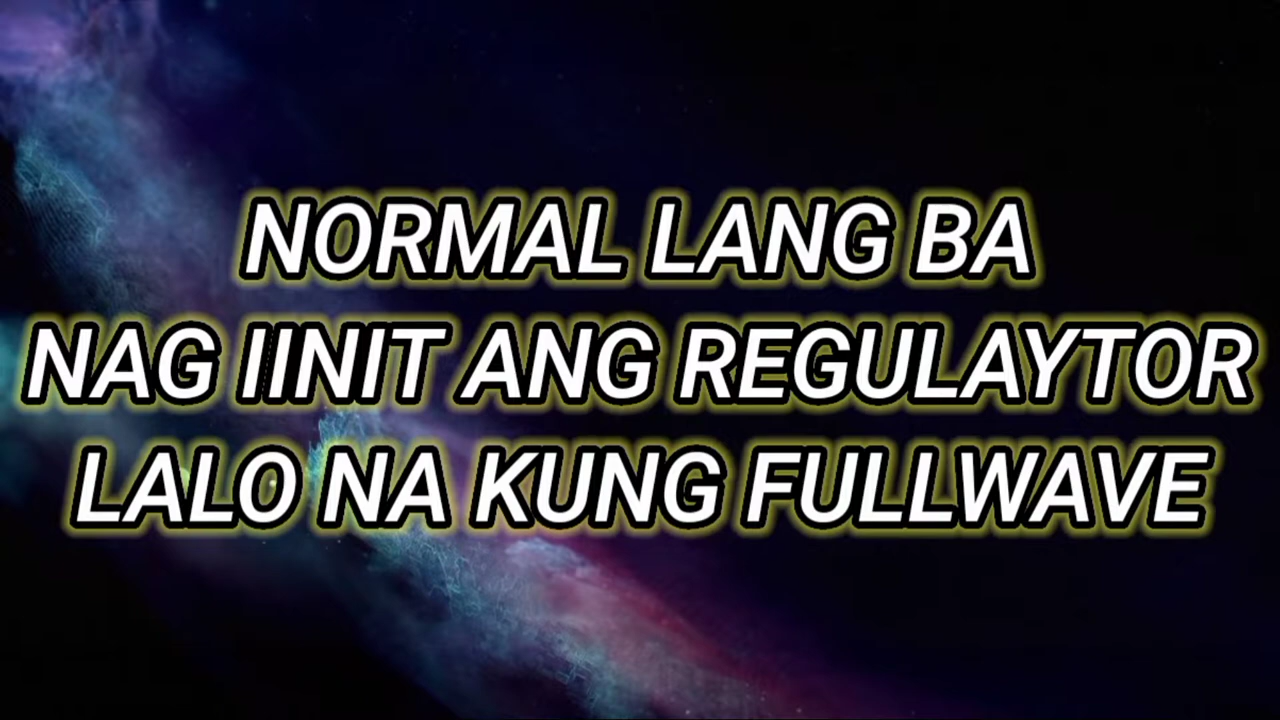 NORMAL LANG BA
NAG IINIT ANG REGULAYTOR
LALO NA KUNG FULLWAVE